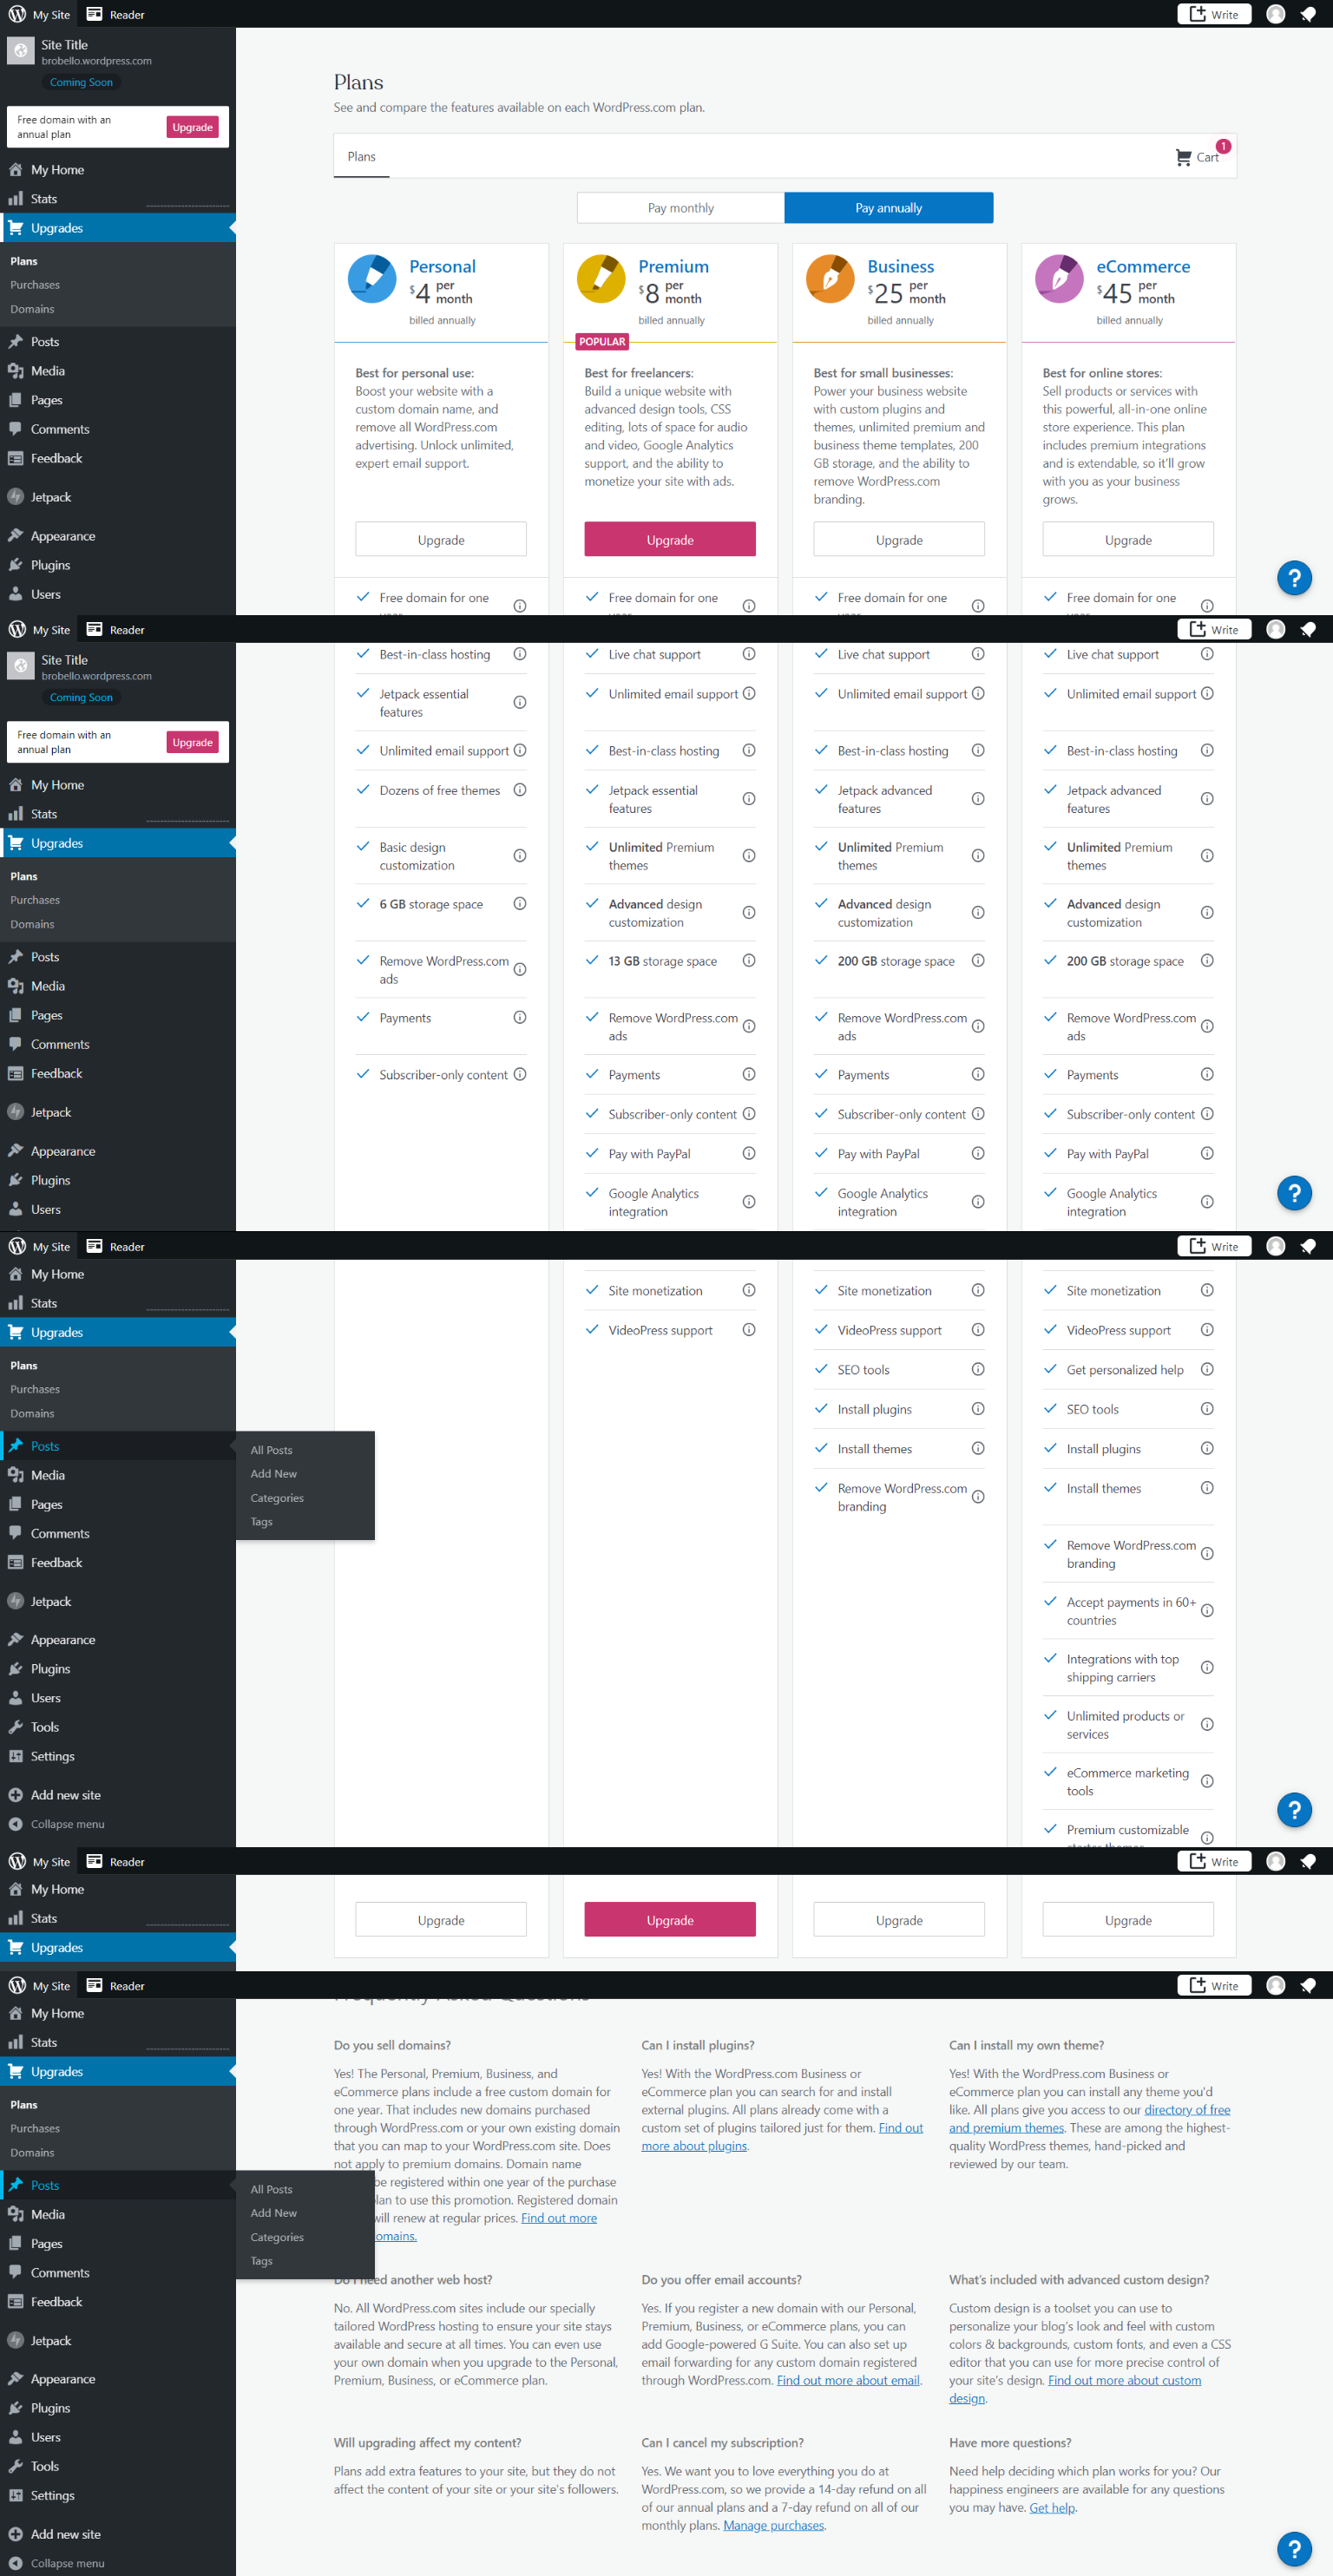 My Site
Reader
Write
Site Title
brobello.wordpress.com
Coming Soon
Free domain with an
annual plan
Upgrade
My Home
Stats
Upgrades
Plans
Purchases
Domains
Posts
Media
Pages
Comments
Feedback
Jetpack
Appearance
Plugins
Users
Plans
See and compare the features available on each WordPress.com plan.
Plans
Cart
1
Pay monthly
Pay annually
Personal
$4 per
month
billed annually
Best for personal use:
Boost your website with a
custom domain name, and
remove all WordPress.com
advertising. Unlock unlimited,
expert email support.
Upgrade
Free domain for one
Premium
$8 per
month
billed annually
POPULAR
Best for freelancers:
Build a unique website with
advanced design tools, CSS
editing, lots of space for audio
and video, Google Analytics
support, and the ability to
monetize your site with ads.
Upgrade
Free domain for one
Business
$25 per
month
billed annually
Best for small businesses:
Power your business website
with custom plugins and
themes, unlimited premium and
business theme templates, 200
GB storage, and the ability to
remove WordPress.com
branding.
Upgrade
Free domain for one
eCommerce
$45 per
month
billed annually
Best for online stores:
Sell products or services with
this powerful, all-in-one online
store experience. This plan
includes premium integrations
and is extendable, so it'll grow
with you as your business
grows.
Upgrade
Free domain for one
?
My Site
Reader
Write
Site Title
brobello.wordpress.com
Coming Soon
Free domain with an
annual plan
Upgrade
My Home
Stats
Upgrades
Plans
Purchases
Domains
Posts
Media
Pages
Comments
Feedback
Jetpack
Appearance
Plugins
Users
Best-in-class hosting
Jetpack essential
features
Unlimited email support
Dozens of free themes
Basic design
customization
6 GB storage space
Remove WordPress.com
ads
Payments
Subscriber-only content
Live chat support
Unlimited email support
Best-in-class hosting
Jetpack essential
features
Unlimited Premium
themes
Advanced design
customization
13 GB storage space
Remove WordPress.com
ads
Payments
Subscriber-only content
Pay with PayPal
Google Analytics
integration
Live chat support
Unlimited email support
Best-in-class hosting
Jetpack advanced
features
Unlimited Premium
themes
Advanced design
customization
200 GB storage space
Remove WordPress.com
ads
Payments
Subscriber-only content
Pay with PayPal
Google Analytics
integration
Live chat support
Unlimited email support
Best-in-class hosting
Jetpack advanced
features
Unlimited Premium
themes
Advanced design
customization
200 GB storage space
Remove WordPress.com
ads
Payments
Subscriber-only content
Pay with PayPal
Google Analytics
integration
?
My Site
Reader
Write
My Home
Stats
Upgrades
Plans
Purchases
Domains
Posts
All Posts
Add New
Categories
Tags
Media
Pages
Comments
Feedback
Jetpack
Appearance
Plugins
Users
Tools
Settings
Add new site
Collapse menu
Site monetization
VideoPress support
Site monetization
VideoPress support
SEO tools
Install plugins
Install themes
Remove WordPress.com
branding
Site monetization
VideoPress support
Get personalized help
SEO tools
Install plugins
Install themes
Remove WordPress.com
branding
Accept payments in 60+
countries
Integrations with top
shipping carriers
Unlimited products or
services
eCommerce marketing
tools
Premium customizable
?
My Site
Reader
Write
My Home
Stats
Upgrades
Upgrade
Upgrade
Upgrade
Upgrade
My Site
Reader
Write
My Home
Stats
Upgrades
Plans
Purchases
Domains
Posts
All Posts
Add New
Categories
Tags
Media
Pages
Comments
Feedback
Jetpack
Appearance
Plugins
Users
Tools
Settings
Add new site
Collapse menu
Frequently Asked Questions
Do you sell domains?
Yes! The Personal, Premium, Business, and
eCommerce plans include a free custom domain for
one year. That includes new domains purchased
through WordPress.com or your own existing domain
that you can map to your WordPress.com site. Does
not apply to premium domains. Domain name
be registered within one year of the purchase
lan to use this promotion. Registered domain
will renew at regular prices. Find out more
omains.
Can I install plugins?
Yes! With the WordPress.com Business or
eCommerce plan you can search for and install
external plugins. All plans already come with a
custom set of plugins tailored just for them. Find out
more about plugins.
Can I install my own theme?
Yes! With the WordPress.com Business or
eCommerce plan you can install any theme you'd
like. All plans give you access to our directory of free
and premium themes. These are among the highest-
quality WordPress themes, hand-picked and
reviewed by our team.
Do I need another web host?
No. All WordPress.com sites include our specially
tailored WordPress hosting to ensure your site stays
available and secure at all times. You can even use
your own domain when you upgrade to the Personal,
Premium, Business, or eCommerce plan.
Do you offer email accounts?
Yes. If you register a new domain with our Personal,
Premium, Business, or eCommerce plans, you can
add Google-powered G Suite. You can also set up
email forwarding for any custom domain registered
through WordPress.com. Find out more about email.
What's included with advanced custom design?
Custom design is a toolset you can use to
personalize your blog's look and feel with custom
colors & backgrounds, custom fonts, and even a CSS
editor that you can use for more precise control of
your site's design. Find out more about custom
design.
Will upgrading affect my content?
Plans add extra features to your site, but they do not
affect the content of your site or your site's followers.
Can I cancel my subscription?
Yes. We want you to love everything you do at
WordPress.com, so we provide a 14-day refund on all
of our annual plans and a 7-day refund on all of our
monthly plans. Manage purchases.
Have more questions?
Need help deciding which plan works for you? Our
happiness engineers are available for any questions
you may have. Get help.
?